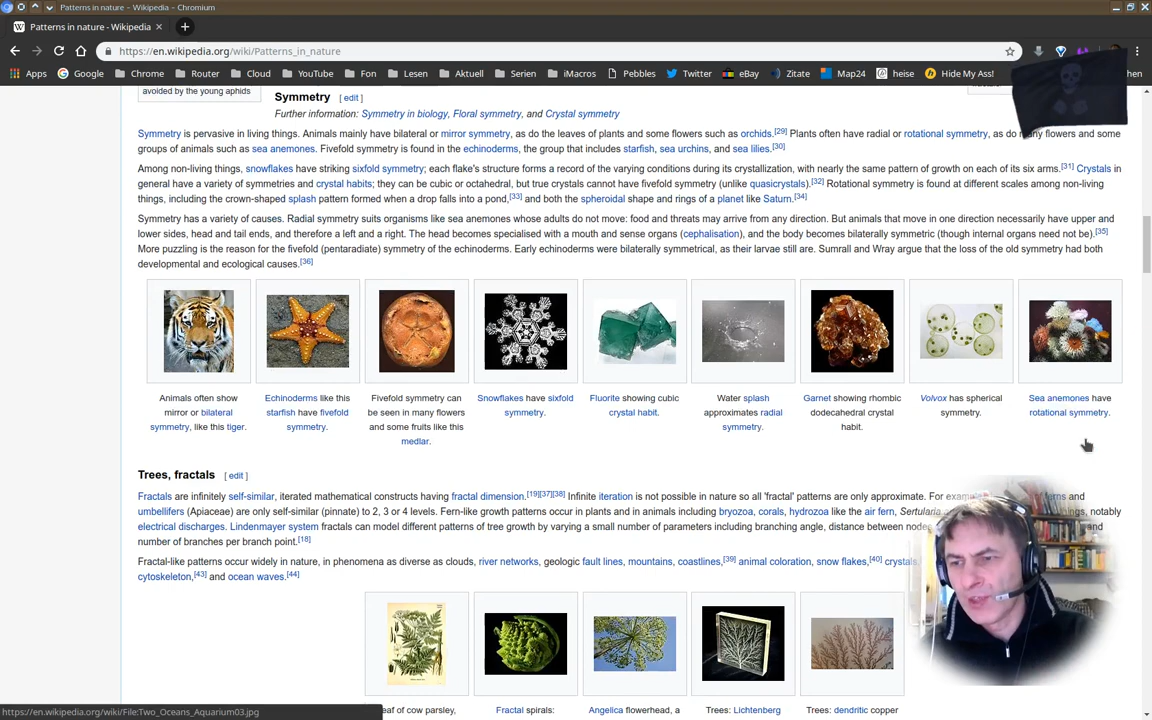 Patterns in nature - Wikipedia - Chromium
Patterns in nature - Wikipedia
https://en.wikipedia.org/wiki/Patterns_in_nature
Apps Google Chrome Router Cloud YouTube Fon Lesen Aktuell Serien iMacros Pebbles Twitter eBay Zitate Map24 heise Hide My Ass!
avoided by the young aphids
Symmetry [ edit ]
Further information: Symmetry in biology, Floral symmetry, and Crystal symmetry
Symmetry is pervasive in living things. Animals mainly have bilateral or mirror symmetry, as do the leaves of plants and some flowers such as orchids.[29] Plants often have radial or rotational symmetry, as do many flowers and some
groups of animals such as sea anemones. Fivefold symmetry is found in the echinoderms, the group that includes starfish, sea urchins, and sea lilies.[30]
Among non-living things, snowflakes have striking sixfold symmetry; each flake's structure forms a record of the varying conditions during its crystallization, with nearly the same pattern of growth on each of its six arms.[31] Crystals in
general have a variety of symmetries and crystal habits; they can be cubic or octahedral, but true crystals cannot have fivefold symmetry (unlike quasicrystals).[32] Rotational symmetry is found at different scales among non-living
things, including the crown-shaped splash pattern formed when a drop falls into a pond,[33] and both the spheroidal shape and rings of a planet like Saturn.[34]
Symmetry has a variety of causes. Radial symmetry suits organisms like sea anemones whose adults do not move: food and threats may arrive from any direction. But animals that move in one direction necessarily have upper and
lower sides, head and tail ends, and therefore a left and a right. The head becomes specialised with a mouth and sense organs (cephalisation), and the body becomes bilaterally symmetric (though internal organs need not be).[35]
More puzzling is the reason for the fivefold (pentaradiate) symmetry of the echinoderms. Early echinoderms were bilaterally symmetrical, as their larvae still are. Sumrall and Wray argue that the loss of the old symmetry had both
developmental and ecological causes.[36]
Animals often show
mirror or bilateral
symmetry, like this tiger.
Echinoderms like this
starfish have fivefold
symmetry.
Fivefold symmetry can
be seen in many flowers
and some fruits like this
medlar.
Snowflakes have sixfold
symmetry.
Fluorite showing cubic
crystal habit.
Water splash
approximates radial
symmetry.
Garnet showing rhombic
dodecahedral crystal
habit.
Volvox has spherical
symmetry.
Sea anemones have
rotational symmetry.
Trees, fractals [ edit ]
Fractals are infinitely self-similar, iterated mathematical constructs having fractal dimension.[19][37][38] Infinite iteration is not possible in nature so all 'fractal' patterns are only approximate. For and
umbellifers (Apiaceae) are only self-similar (pinnate) to 2, 3 or 4 levels. Fern-like growth patterns occur in plants and in animals including bryozoa, corals, hydrozoa like the air fern, notably
electrical discharges. Lindenmayer system fractals can model different patterns of tree growth by varying a small number of parameters including branching angle, distance between and
number of branches per branch point.[18]
Fractal-like patterns occur widely in nature, in phenomena as diverse as clouds, river networks, geologic fault lines, mountains, coastlines,[39] animal coloration, snow flakes,[40] crystals,
cytoskeleton,[43] and ocean waves.[44]
leaf of cow parsley,
Fractal spirals:
Angelica flowerhead, a
Trees: Lichtenberg
Trees: dendritic copper
https://en.wikipedia.org/wiki/File:Two_Oceans_Aquarium03.jpg